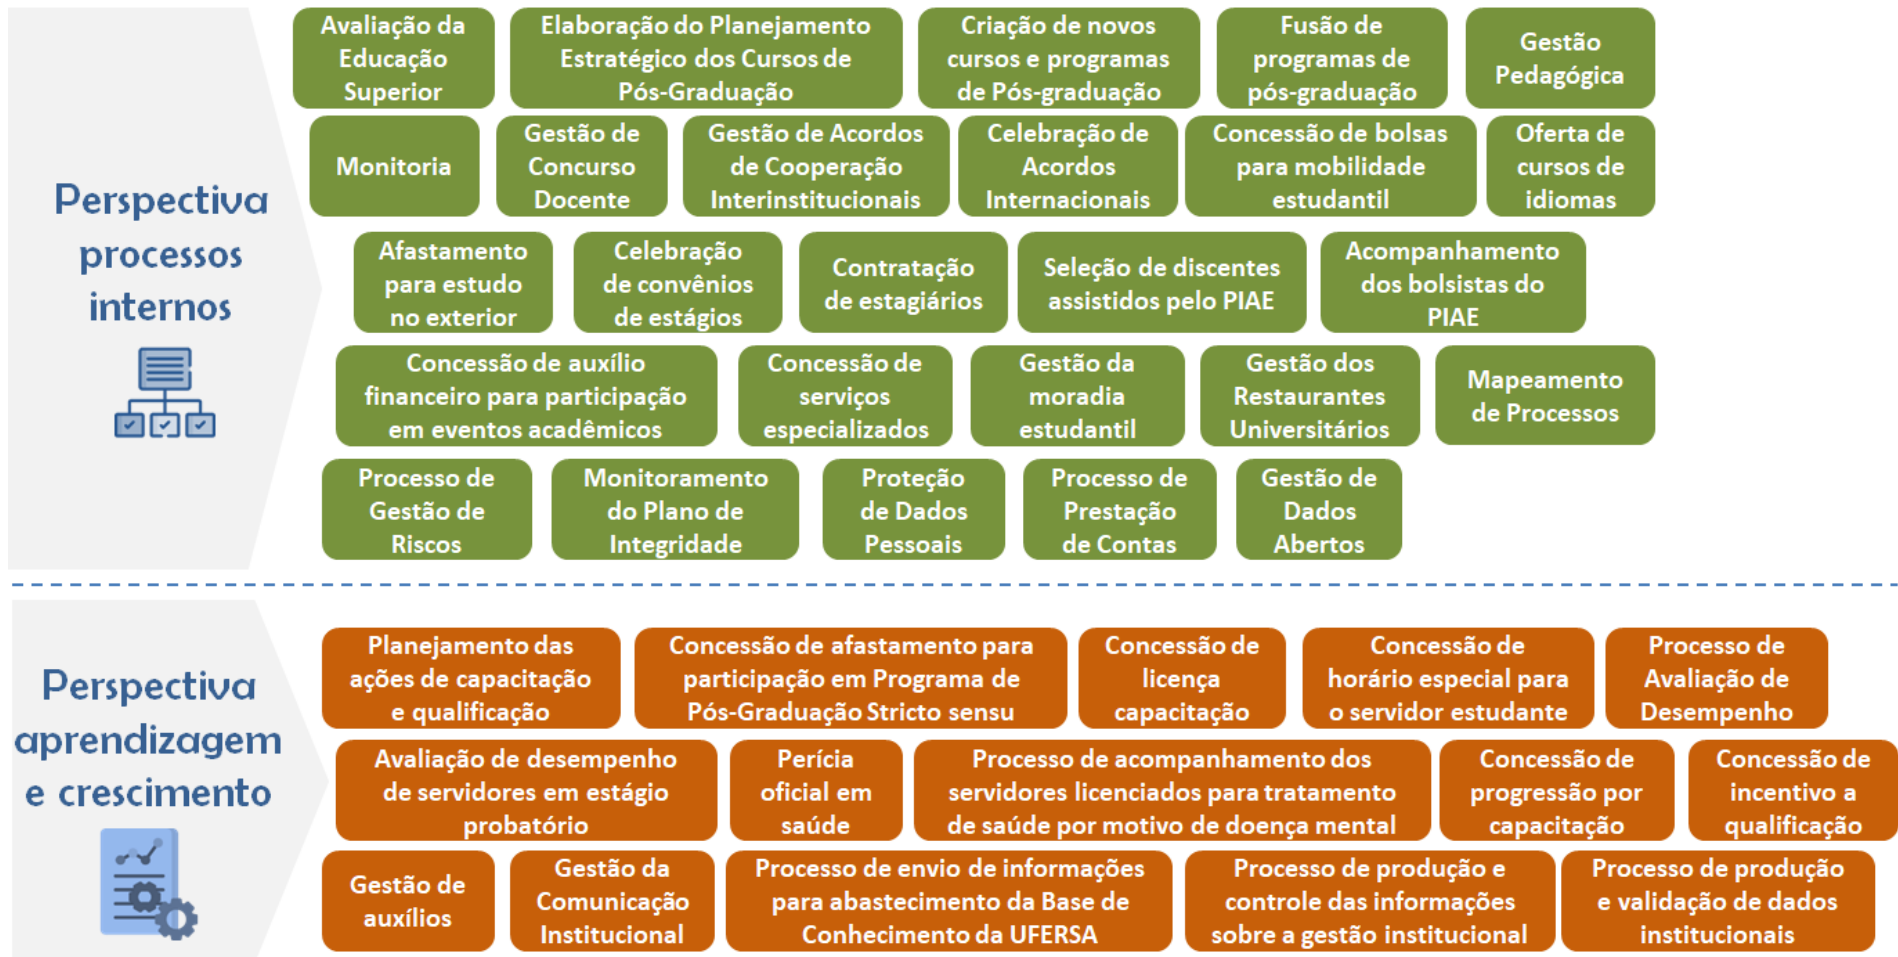 Perspectiva
processos
internos
Avaliação da
Educação
Superior
Elaboração do Planejamento
Estratégico dos Cursos de
Pós-Graduação
Criação de novos
cursos e programas
de Pós-graduação
Fusão de
programas de
pós-graduação
Gestão
Pedagógica
Monitoria
Gestão de
Concurso
Docente
Gestão de Acordos
de Cooperação
Interinstitucionais
Celebração de
Acordos
Internacionais
Concessão de bolsas
para mobilidade
estudantil
Oferta de
cursos de
idiomas
Afastamento
para estudo
no exterior
Celebração
de convênios
de estágios
Contratação
de estagiários
Seleção de discentes
assistidos pelo PIAE
Acompanhamento
dos bolsistas do
PIAE
Concessão de auxílio
financeiro para participação
em eventos acadêmicos
Concessão de
serviços
especializados
Gestão da
moradia
estudantil
Gestão dos
Restaurantes
Universitários
Mapeamento
de Processos
Processo de
Gestão de
Riscos
Monitoramento
do Plano de
Integridade
Proteção
de Dados
Pessoais
Processo de
Prestação
de Contas
Gestão de
Dados
Abertos
Perspectiva
aprendizagem
e crescimento
Planejamento das
ações de capacitação
e qualificação
Concessão de afastamento para
participação em Programa de
Pós-Graduação Stricto sensu
Concessão de
licença
capacitação
Concessão de
horário especial para
o servidor estudante
Processo de
Avaliação de
Desempenho
Avaliação de desempenho
de servidores em estágio
probatório
Perícia
oficial em
saúde
Processo de acompanhamento dos
servidores licenciados para tratamento
de saúde por motivo de doença mental
Concessão de
progressão por
capacitação
Concessão de
incentivo a
qualificação
Gestão de
auxílios
Gestão da
Comunicação
Institucional
Processo de envio de informações
para abastecimento da Base de
Conhecimento da UFERSA
Processo de produção e
controle das informações
sobre a gestão institucional
Processo de produção
e validação de dados
institucionais